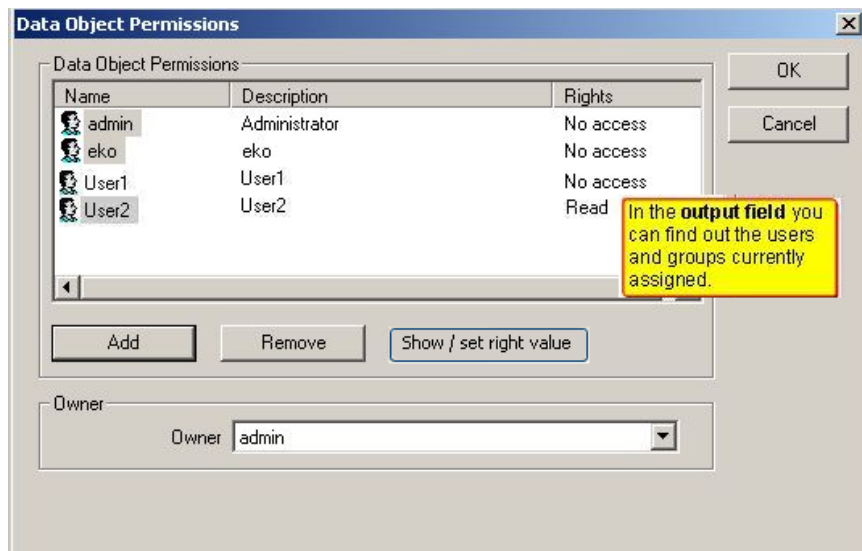 Data Object Permissions
Data Object Permissions
OK
Name Description Rights
admin Administrator No access
Cancel
eko eko No access
User1 User1 No access
User2 User2 Read
In the output field you
can find out the users
and groups currently
assigned.
Add Remove Show / set right value
Owner
Owner admin